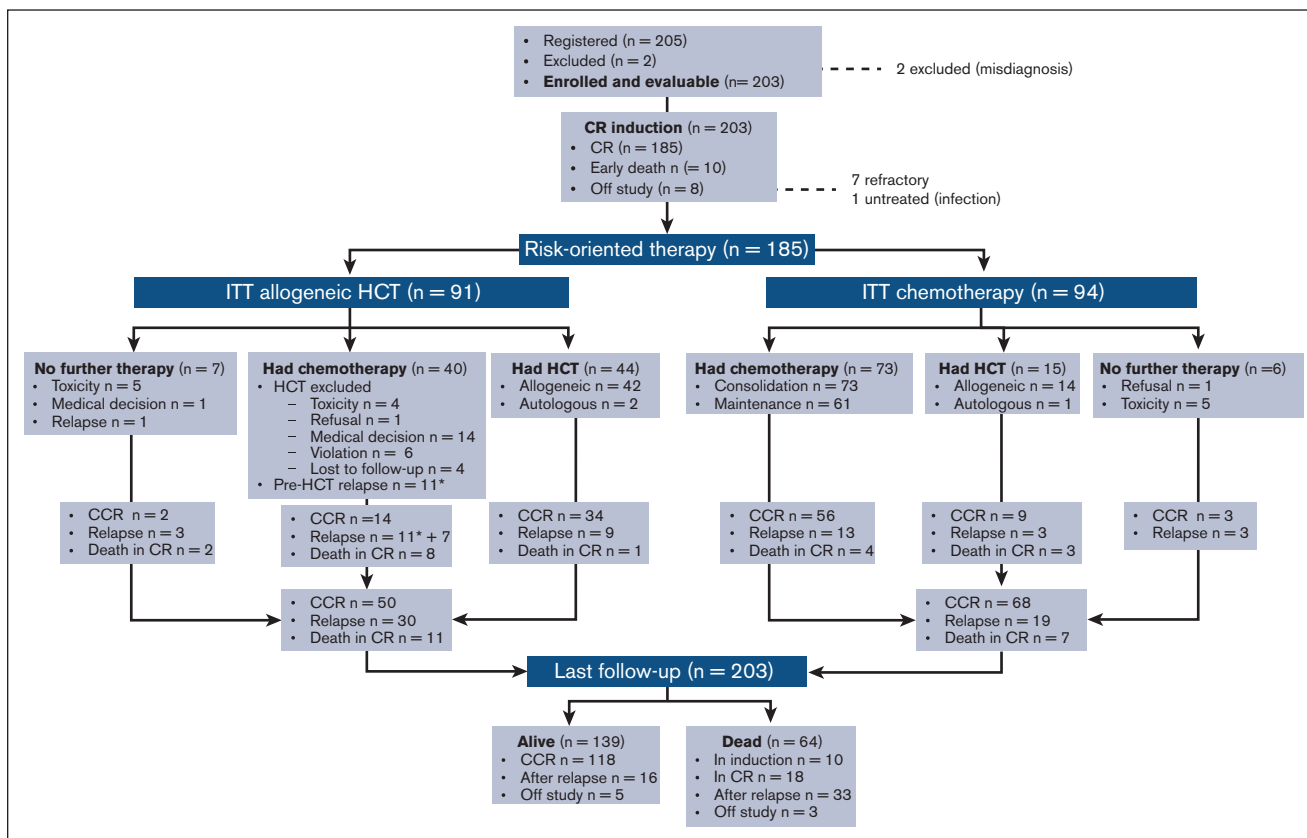 • Registered (n = 205)
• Excluded (n = 2)
• Enrolled and evaluable (n= 203)
2 excluded (misdiagnosis)
CR induction (n = 203)
• CR (n = 185)
• Early death n (= 10)
• Off study (n = 8)
7 refractory
1 untreated (infection)
Risk-oriented therapy (n = 185)
ITT allogeneic HCT (n = 91)
ITT chemotherapy (n = 94)
No further therapy (n = 7)
• Toxicity n = 5
• Medical decision n = 1
• Relapse n = 1
Had chemotherapy (n = 40)
• HCT excluded
– Toxicity n = 4
– Refusal n = 1
– Medical decision n = 14
– Violation n = 6
– Lost to follow-up n = 4
• Pre-HCT relapse n = 11*
Had HCT (n = 44)
• Allogeneic n = 42
• Autologous n = 2
Had chemotherapy (n = 73)
• Consolidation n = 73
• Maintenance n = 61
Had HCT (n = 15)
• Allogeneic n = 14
• Autologous n = 1
No further therapy (n =6)
• Refusal n = 1
• Toxicity n = 5
• CCR n = 2
• Relapse n = 3
• Death in CR n = 2
• CCR n =14
• Relapse n = 11* + 7
• Death in CR n = 8
• CCR n = 34
• Relapse n = 9
• Death in CR n = 1
• CCR n = 56
• Relapse n = 13
• Death in CR n = 4
• CCR n = 9
• Relapse n = 3
• Death in CR n = 3
• CCR n = 3
• Relapse n = 3
• CCR n = 50
• Relapse n = 30
• Death in CR n = 11
• CCR n = 68
• Relapse n = 19
• Death in CR n = 7
Last follow-up (n = 203)
Alive (n = 139)
• CCR n = 118
• After relapse n = 16
• Off study n = 5
Dead (n = 64)
• In induction n = 10
• In CR n = 18
• After relapse n = 33
• Off study n = 3